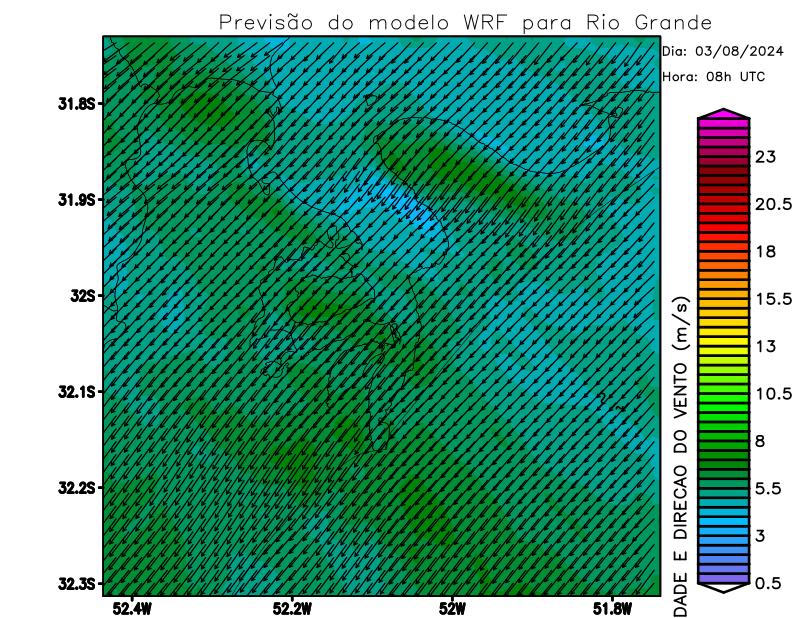 Previsão do modelo WRF para Rio Grande
Dia: 03/08/2024
Hora: 08h UTC
31.8S
31.9S
32S
32.1S
32.2S
32.3S
52.4W
52.2W
52W
51.8W
23
20.5
18
15.5
13
10.5
8
5.5
3
0.5
DADE E DIRECAO DO VENTO (m/s)